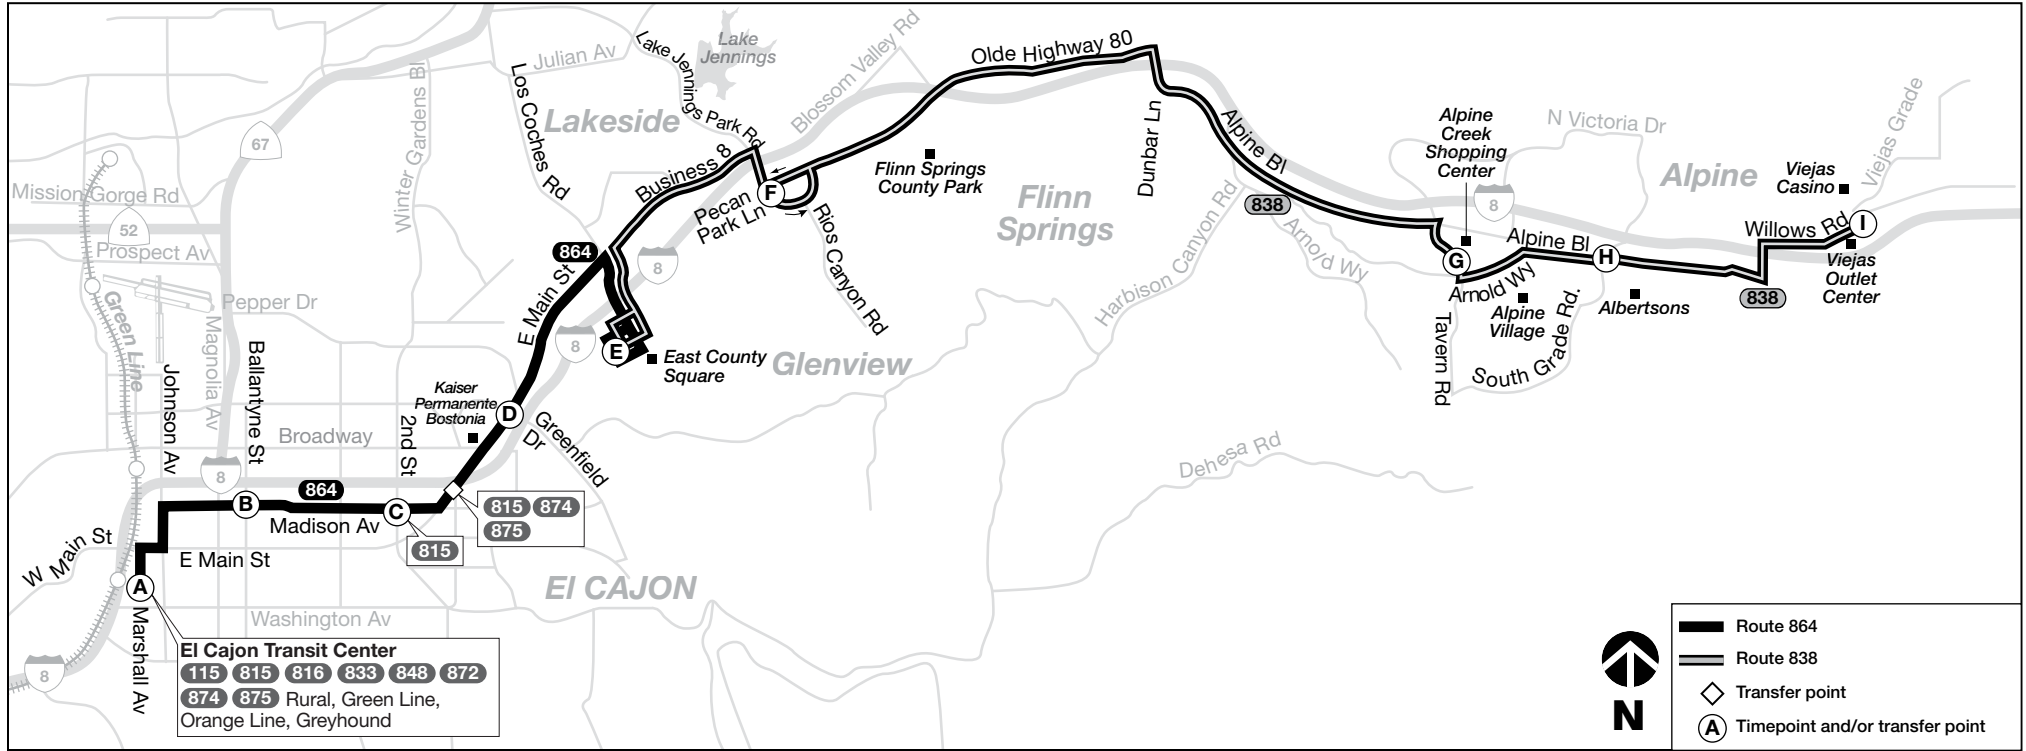 Olde Highway 80
Lake Jennings Park Rd
Lake
Jennings
Blossom Valley Rd
Julian Av
Los Coches Rd
Winter Gardens Bl
Lakeside
67
Business 8
Dunbar Ln
Alpine Bl
Alpine
Creek
Shopping
Center
N Victoria Dr
Viejas Grade
Alpine
Viejas
Casino
Flinn Springs
County Park
Flinn
Springs
Mission Gorge Rd
52
Prospect Av
F
Pecan
Park Ln
Rios Canyon Rd
838
8
Harbison Canyon Rd
Arnold Wy
Willows Rd
I
Alpine Bl
G
H
Arnold Wy
838
Viejas
Outlet
Center
Alpine
Village
Albertsons
Tavern Rd
South Grade Rd.
864
8
E Main St
8
E
East County
Square
Glenview
Green Line
Pepper Dr
Magnolia Av
Johnson Av
Ballantyne St
Kaiser
Permanente
Bostonia
D
Greenfield
Dr
Broadway
2nd St
8
Dehesa Rd
864
B
C
Madison Av
815
874
875
815
W Main St
E Main St
A
Marshall Av
El CAJON
Washington Av
8
El Cajon Transit Center
115 815 816 833 848 872
874 875 Rural, Green Line,
Orange Line, Greyhound
N
Route 864
Route 838
Transfer point
A Timepoint and/or transfer point